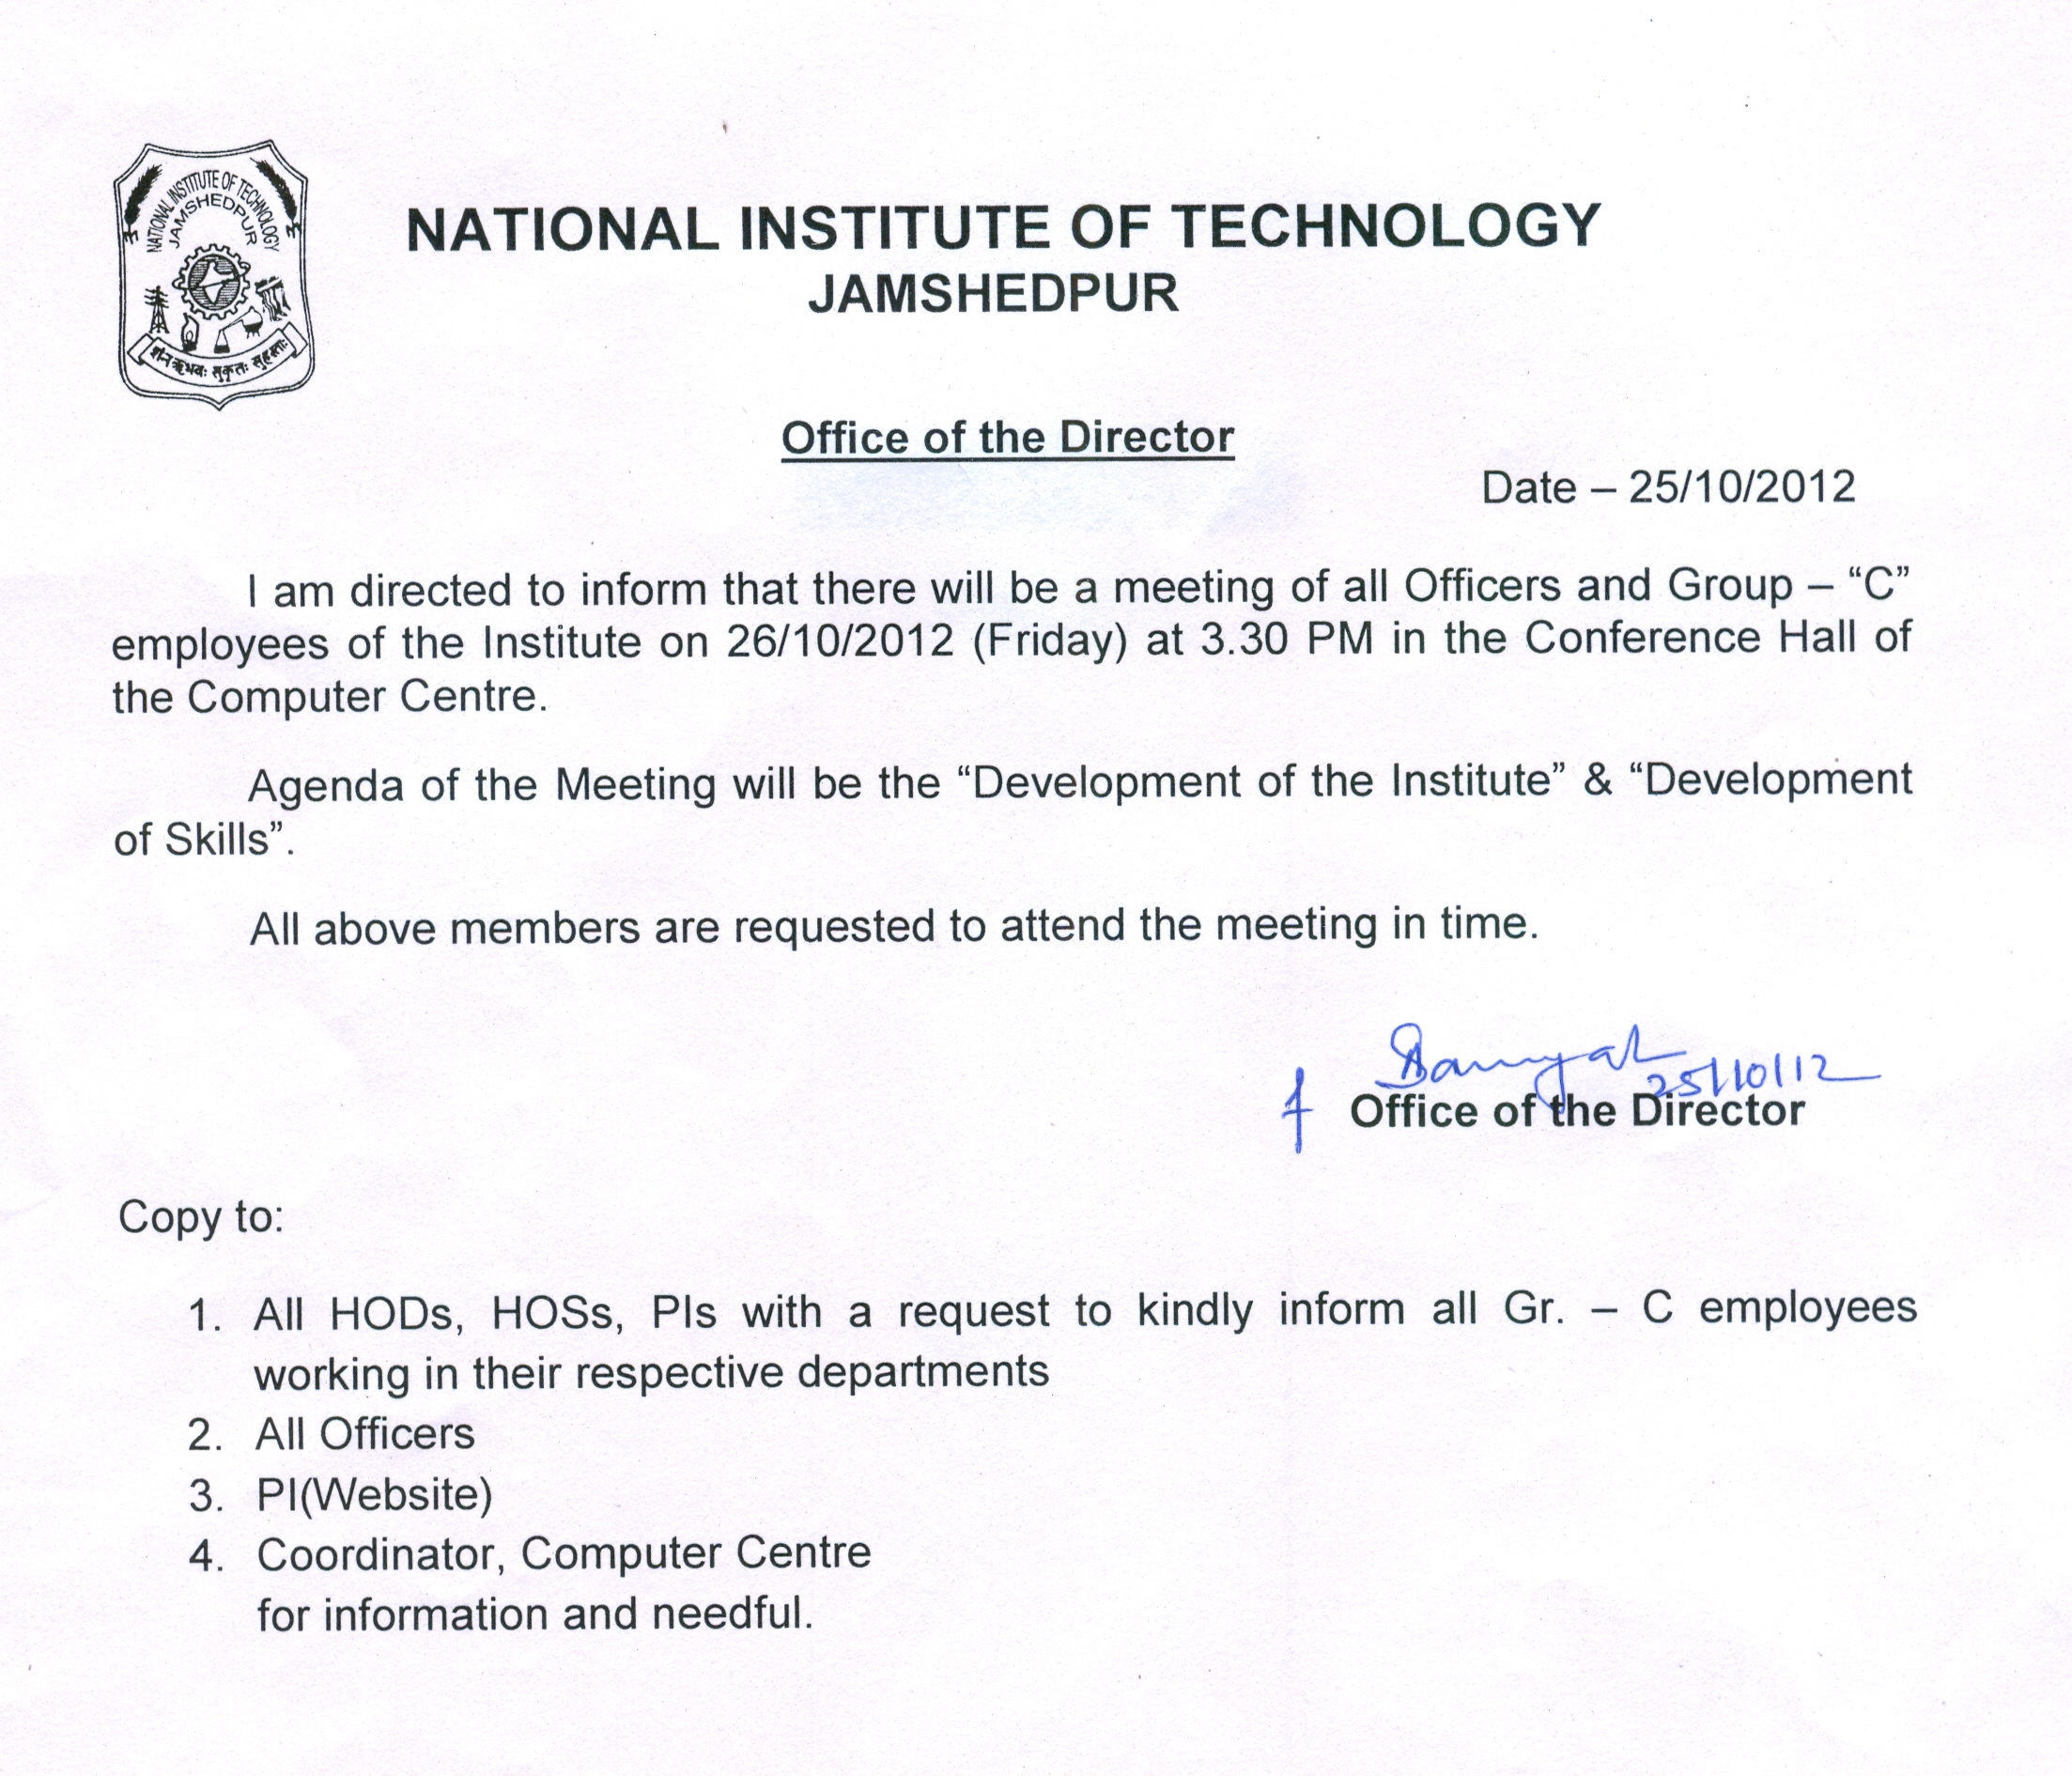 NATIONAL INSTITUTE OF TECHNOLOGY
JAMSHEDPUR
NATIONAL INSTITUTE OF TECHNOLOGY
JAMSHEDPUR
Office of the Director
Date – 25/10/2012
I am directed to inform that there will be a meeting of all Officers and Group – “C”
employees of the Institute on 26/10/2012 (Friday) at 3.30 PM in the Conference Hall of
the Computer Centre.
Agenda of the Meeting will be the “Development of the Institute” & “Development
of Skills”.
All above members are requested to attend the meeting in time.
25/10/12
Office of the Director
Copy to:
1. All HODs, HOSs, PIs with a request to kindly inform all Gr. – C employees
working in their respective departments
2. All Officers
3. PI(Website)
4. Coordinator, Computer Centre
for information and needful.